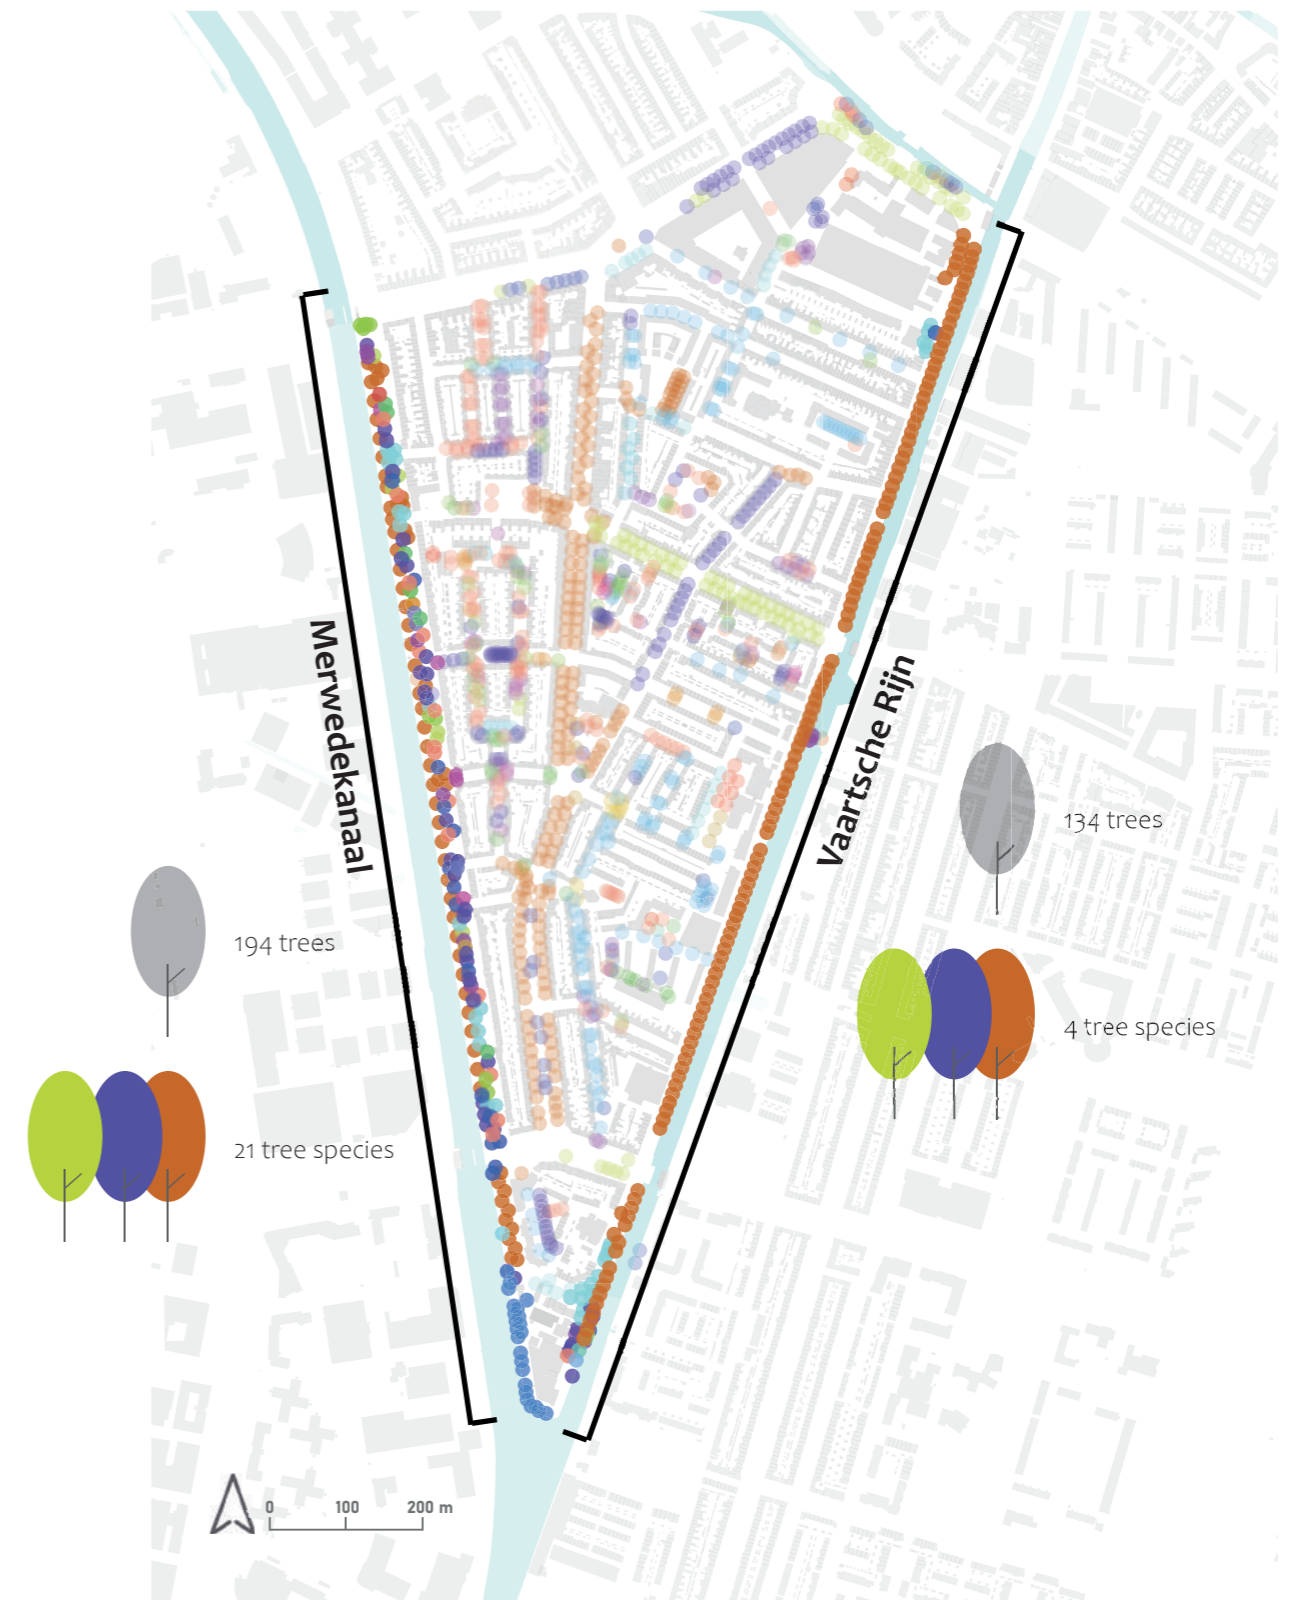 Merwedekanaal
Vaartsche Rijn
134 trees
194 trees
4 tree species
21 tree species
0 100 200 m